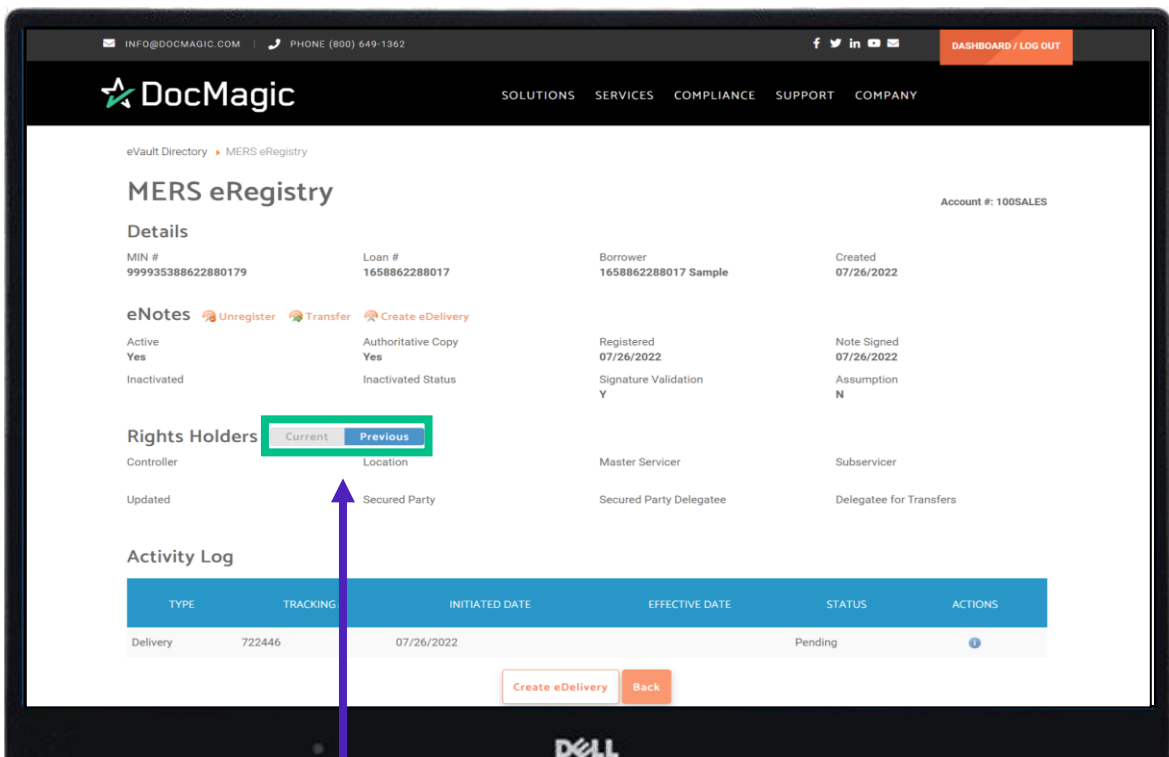 INFO@DOCMAGIC.COM | PHONE (800) 649-1362 DASHBOARD / LOG OUT
DocMagic SOLUTIONS SERVICES COMPLIANCE SUPPORT COMPANY
eVault Directory MERS eRegistry
MERS eRegistry
Account #: 100SALES
Details
MIN # Loan # Borrower Created
999935388622880179 1658862288017 1658862288017 Sample 07/26/2022
eNotes Unregister Transfer Create eDelivery
Active Authoritative Copy Registered Note Signed
Yes Yes 07/26/2022 07/26/2022
Inactivated Inactivated Status Signature Validation Assumption
Y N
Rights Holders Current Previous
Controller Location Master Servicer Subservicer
Updated Secured Party Secured Party Delegatee Delegatee for Transfers
Activity Log
TYPE TRACKING INITIATED DATE EFFECTIVE DATE STATUS ACTIONS
Delivery 722446 07/26/2022 Pending
Create eDelivery Back
DELL